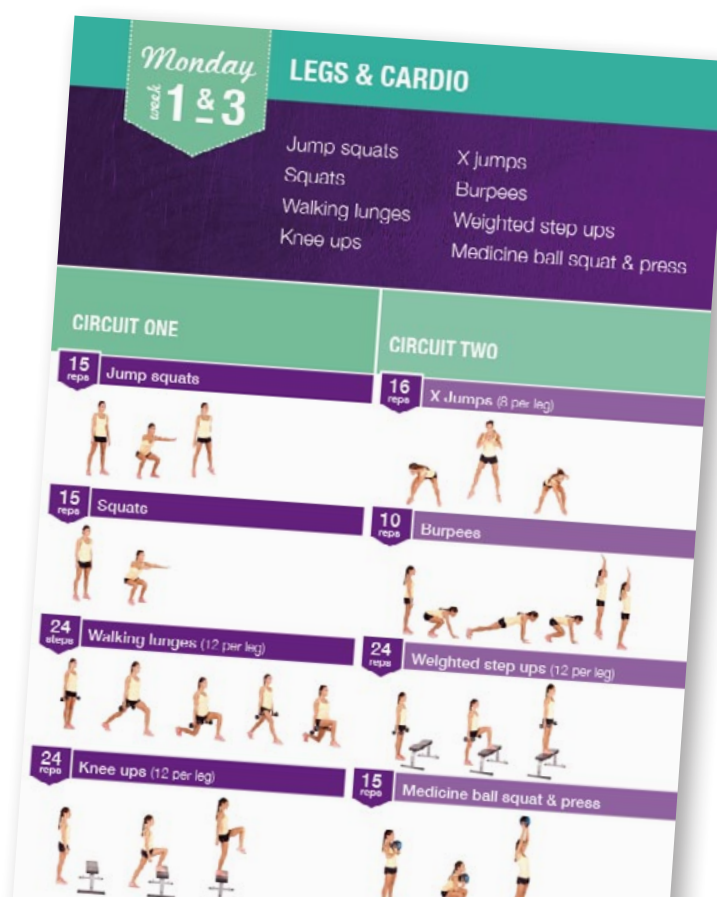 Monday
week 1 & 3
LEGS & CARDIO
Jump squats
Squats
Walking lunges
Knee ups
X jumps
Burpees
Weighted step ups
Medicine ball squat & press
CIRCUIT ONE
15 reps
Jump squats
15 reps
Squats
24 steps
Walking lunges (12 per leg)
24 reps
Knee ups (12 per leg)
CIRCUIT TWO
16 reps
X Jumps (8 per leg)
10 reps
Burpees
24 reps
Weighted step ups (12 per leg)
15 reps
Medicine ball squat & press